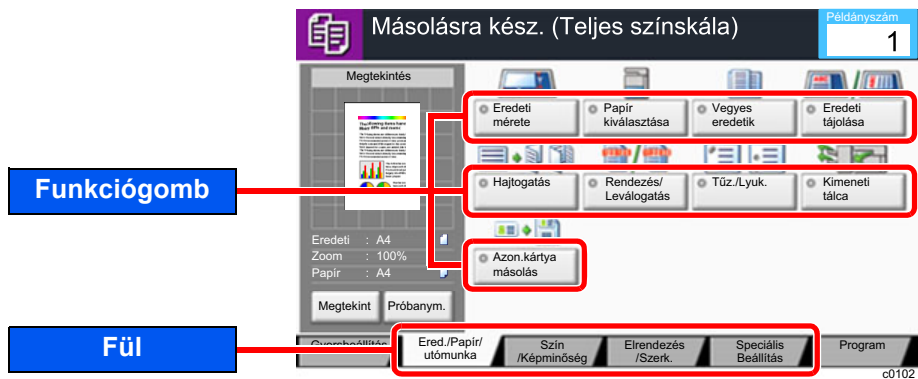 Másolásra kész. (Teljes színskála)
Példányszám
1
Megtekintés
Eredeti : A4
Zoom : 100%
Papír : A4
Megtekint
Próbanym.
Eredeti
mérete
Papír
kiválasztása
Vegyes
eredetik
Eredeti
tájolása
Hajtogatás
Rendezés/
Leválogatás
Tűz./Lyuk.
Kimeneti
tálca
Azon.kártya
másolás
Funkciógomb
Fül
Gyorsbeállítás
Ered./Papír/
utómunka
Szín
/Képminőség
Elrendezés
/Szerk.
Speciális
Beállítás
Program
c0102